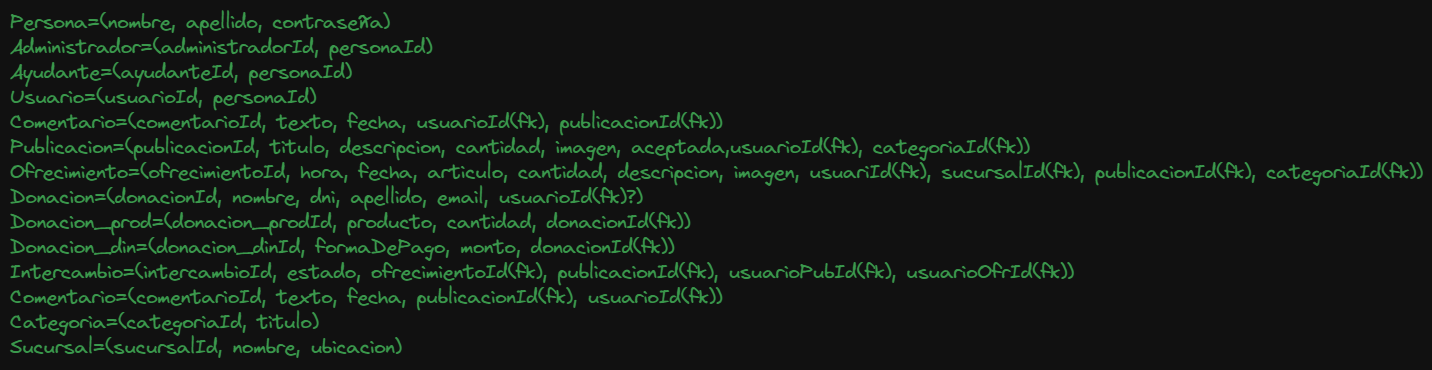 Persona=(nombre, apellido, contraseña)
Administrador=(administradorId, personaId)
Ayudante=(ayudanteId, personaId)
Usuario=(usuarioId, personaId)
Comentario=(comentarioId, texto, fecha, usuarioId(fk), publicacionId(fk))
Publicacion=(publicacionId, titulo, descripcion, cantidad, imagen, aceptada,usuarioId(fk), categoriaId(fk))
Ofrecimiento=(ofrecimientoId, hora, fecha, articulo, cantidad, descripcion, imagen, usuariId(fk), sucursalId(fk), publicacionId(fk), categoriaId(fk))
Donacion=(donacionId, nombre, dni, apellido, email, usuarioId(fk)?)
Donacion_prod=(donacion_prodId, producto, cantidad, donacionId(fk))
Donacion_din=(donacion_dinId, formaDePago, monto, donacionId(fk))
Intercambio=(intercambioId, estado, ofrecimientoId(fk), publicacionId(fk), usuarioPubId(fk), usuarioOfrId(fk))
Comentario=(comentarioId, texto, fecha, publicacionId(fk), usuarioId(fk))
Categoria=(categoriaId, titulo)
Sucursal=(sucursalId, nombre, ubicacion)